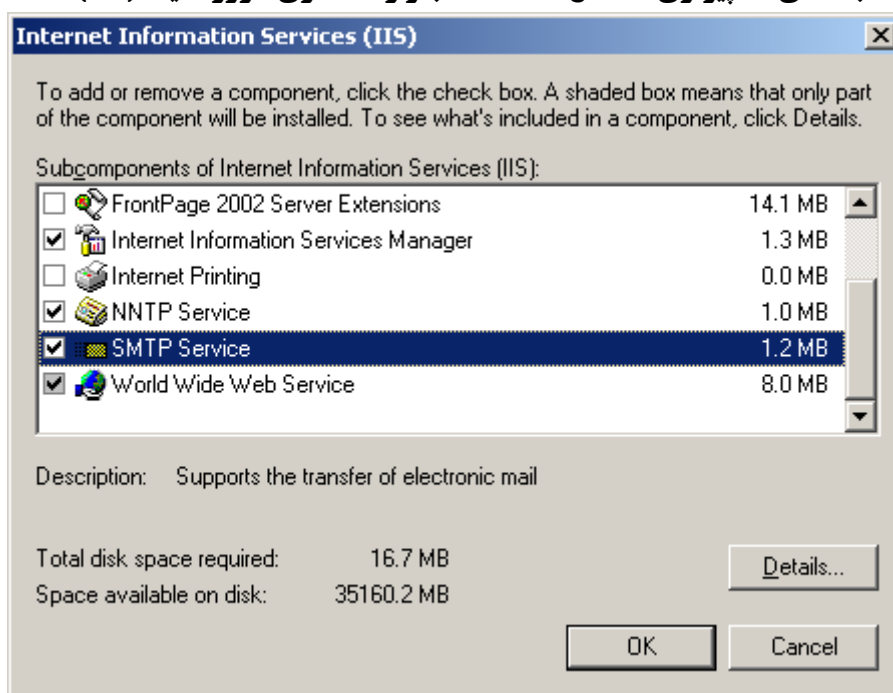 Internet Information Services (IIS)
To add or remove a component, click the check box. A shaded box means that only part
of the component will be installed. To see what's included in a component, click Details.
Subcomponents of Internet Information Services (IIS):
FrontPage 2002 Server Extensions 14.1 MB
Internet Information Services Manager 1.3 MB
Internet Printing 0.0 MB
NNTP Service 1.0 MB
SMTP Service 1.2 MB
World Wide Web Service 8.0 MB
Description: Supports the transfer of electronic mail
Total disk space required: 16.7 MB
Details...
Space available on disk: 35160.2 MB
OK Cancel